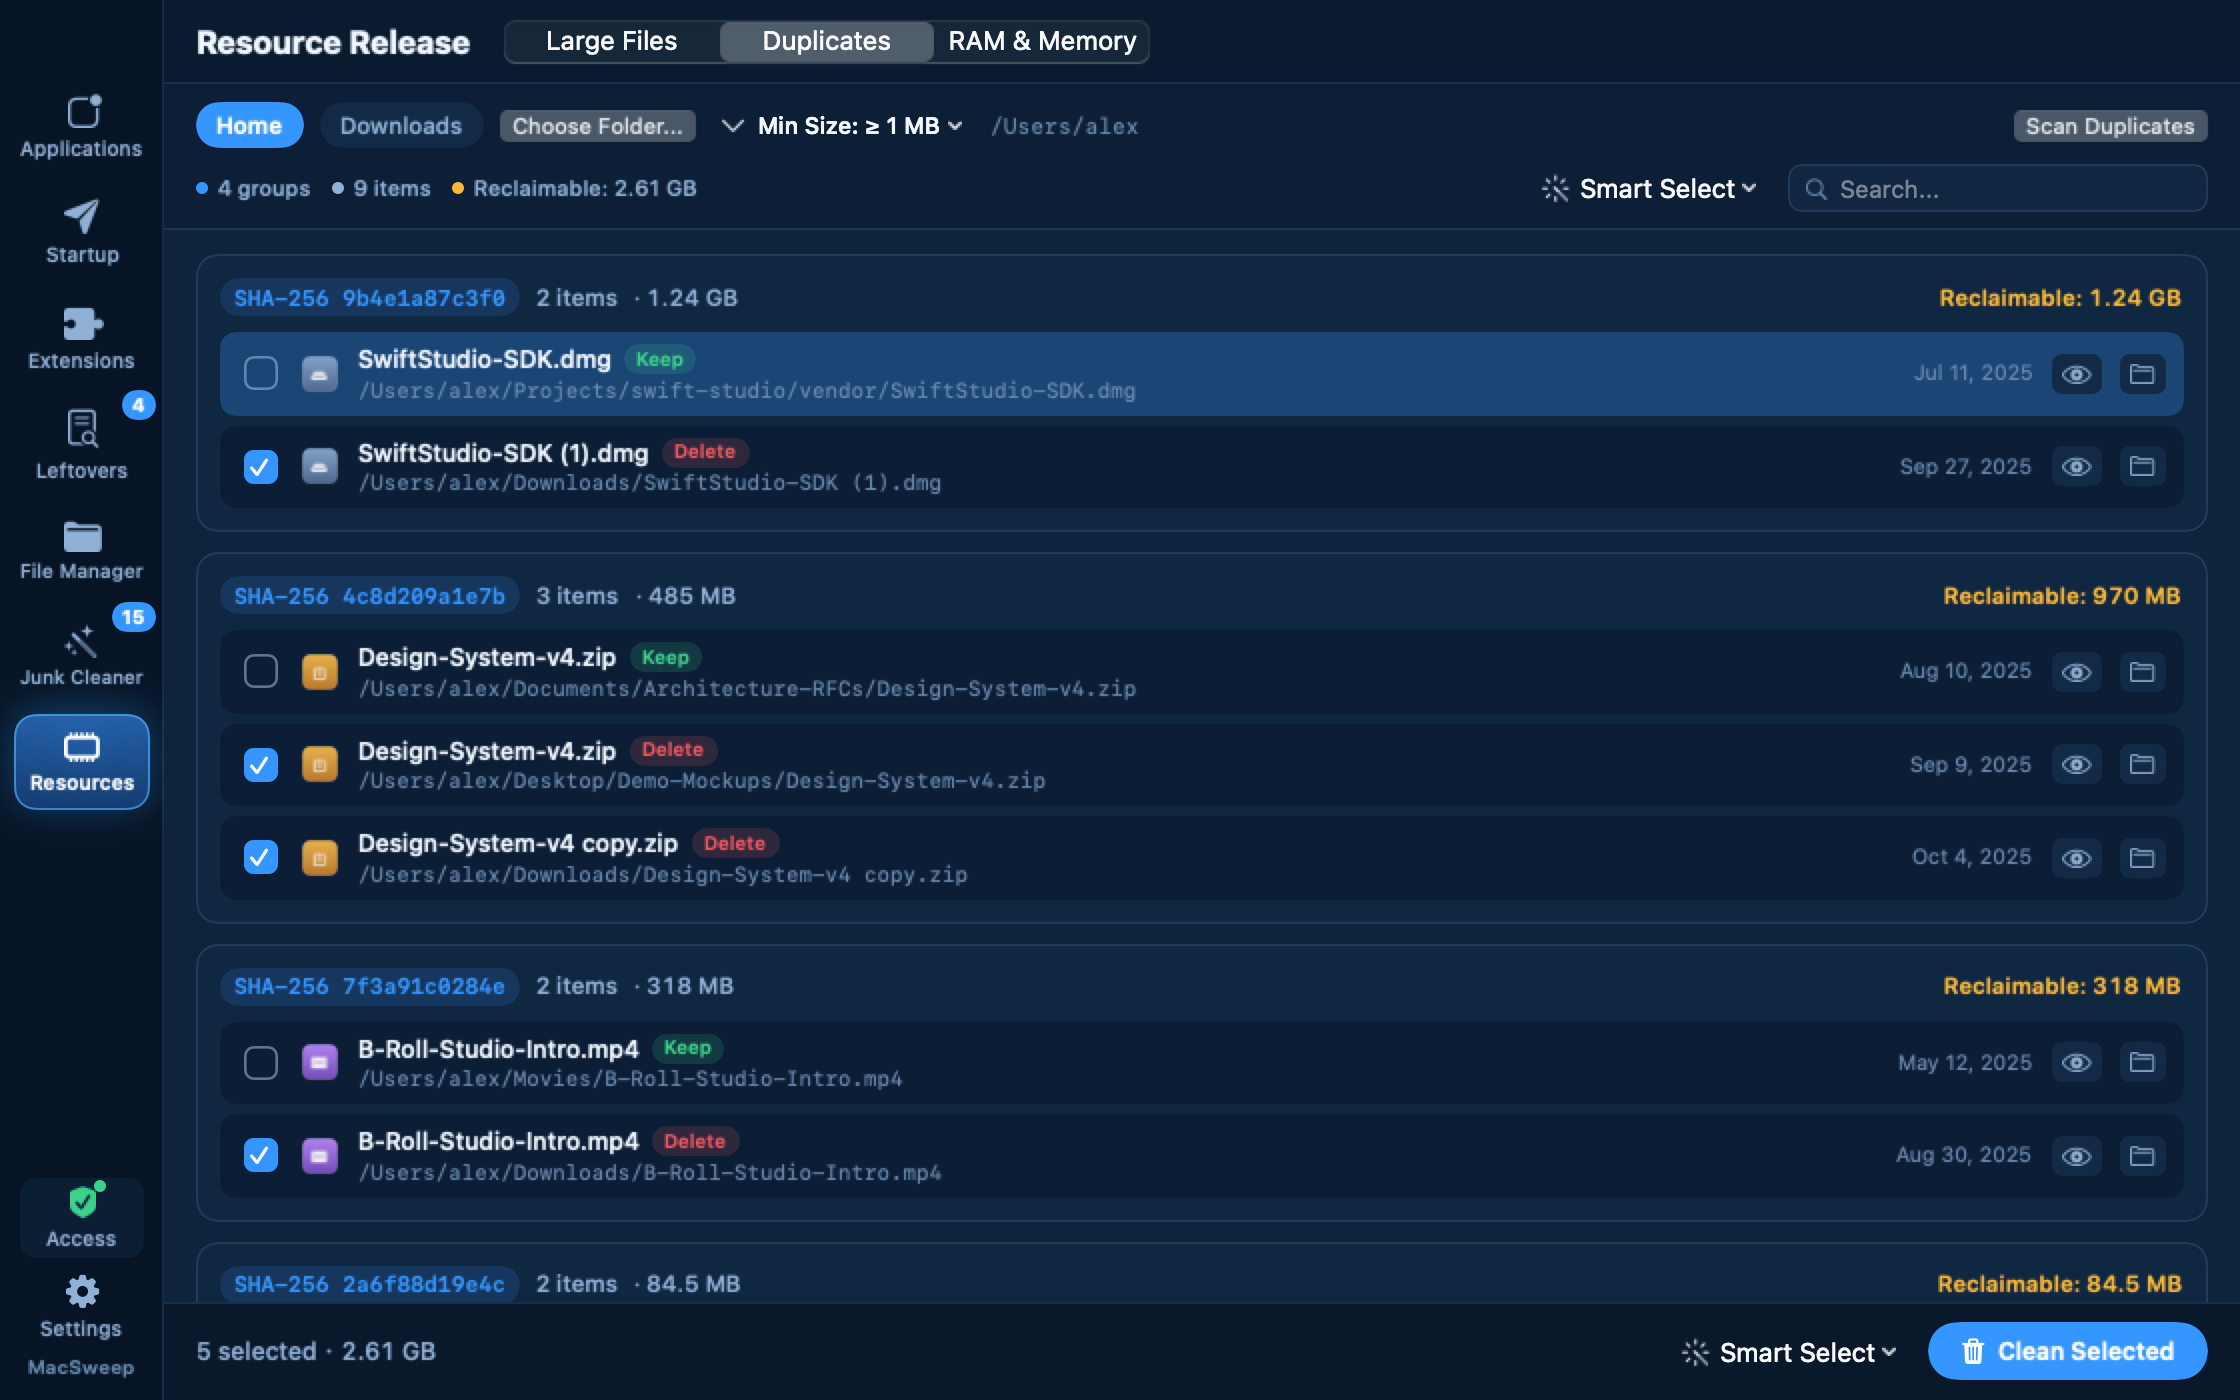 Resource Release
Large Files
Duplicates
RAM & Memory
Home
Downloads
Choose Folder...
Min Size: ≥ 1 MB
/Users/alex
Scan Duplicates
4 groups
9 items
Reclaimable: 2.61 GB
Smart Select
Search...
Applications
Startup
Extensions
4
Leftovers
File Manager
15
Junk Cleaner
Resources
Access
Settings
MacSweep
SHA-256 9b4e1a87c3f0 2 items · 1.24 GB
Reclaimable: 1.24 GB
SwiftStudio-SDK.dmg Keep
/Users/alex/Projects/swift-studio/vendor/SwiftStudio-SDK.dmg
Jul 11, 2025
SwiftStudio-SDK (1).dmg Delete
/Users/alex/Downloads/SwiftStudio-SDK (1).dmg
Sep 27, 2025
SHA-256 4c8d209a1e7b 3 items · 485 MB
Reclaimable: 970 MB
Design-System-v4.zip Keep
/Users/alex/Documents/Architecture-RFCs/Design-System-v4.zip
Aug 10, 2025
Design-System-v4.zip Delete
/Users/alex/Desktop/Demo-Mockups/Design-System-v4.zip
Sep 9, 2025
Design-System-v4 copy.zip Delete
/Users/alex/Downloads/Design-System-v4 copy.zip
Oct 4, 2025
SHA-256 7f3a91c0284e 2 items · 318 MB
Reclaimable: 318 MB
B-Roll-Studio-Intro.mp4 Keep
/Users/alex/Movies/B-Roll-Studio-Intro.mp4
May 12, 2025
B-Roll-Studio-Intro.mp4 Delete
/Users/alex/Downloads/B-Roll-Studio-Intro.mp4
Aug 30, 2025
SHA-256 2a6f88d19e4c 2 items · 84.5 MB
Reclaimable: 84.5 MB
5 selected · 2.61 GB
Smart Select
Clean Selected